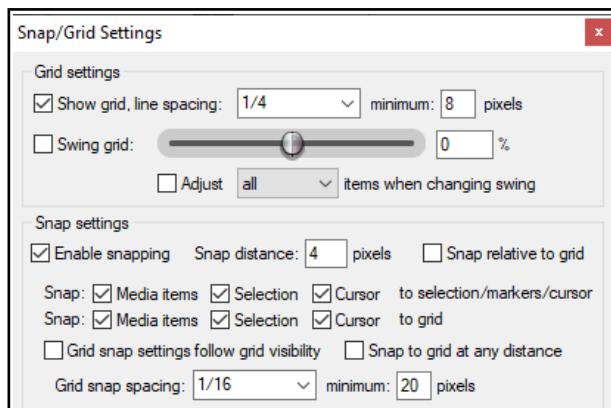 Snap/Grid Settings x
Grid settings
Show grid, line spacing: 1/4 minimum: 8 pixels
Swing grid: 0 %
Adjust all items when changing swing
Snap settings
Enable snapping Snap distance: 4 pixels Snap relative to grid
Snap: Media items Selection Cursor to selection/markers/cursor
Snap: Media items Selection Cursor to grid
Grid snap settings follow grid visibility Snap to grid at any distance
Grid snap spacing: 1/16 minimum: 20 pixels